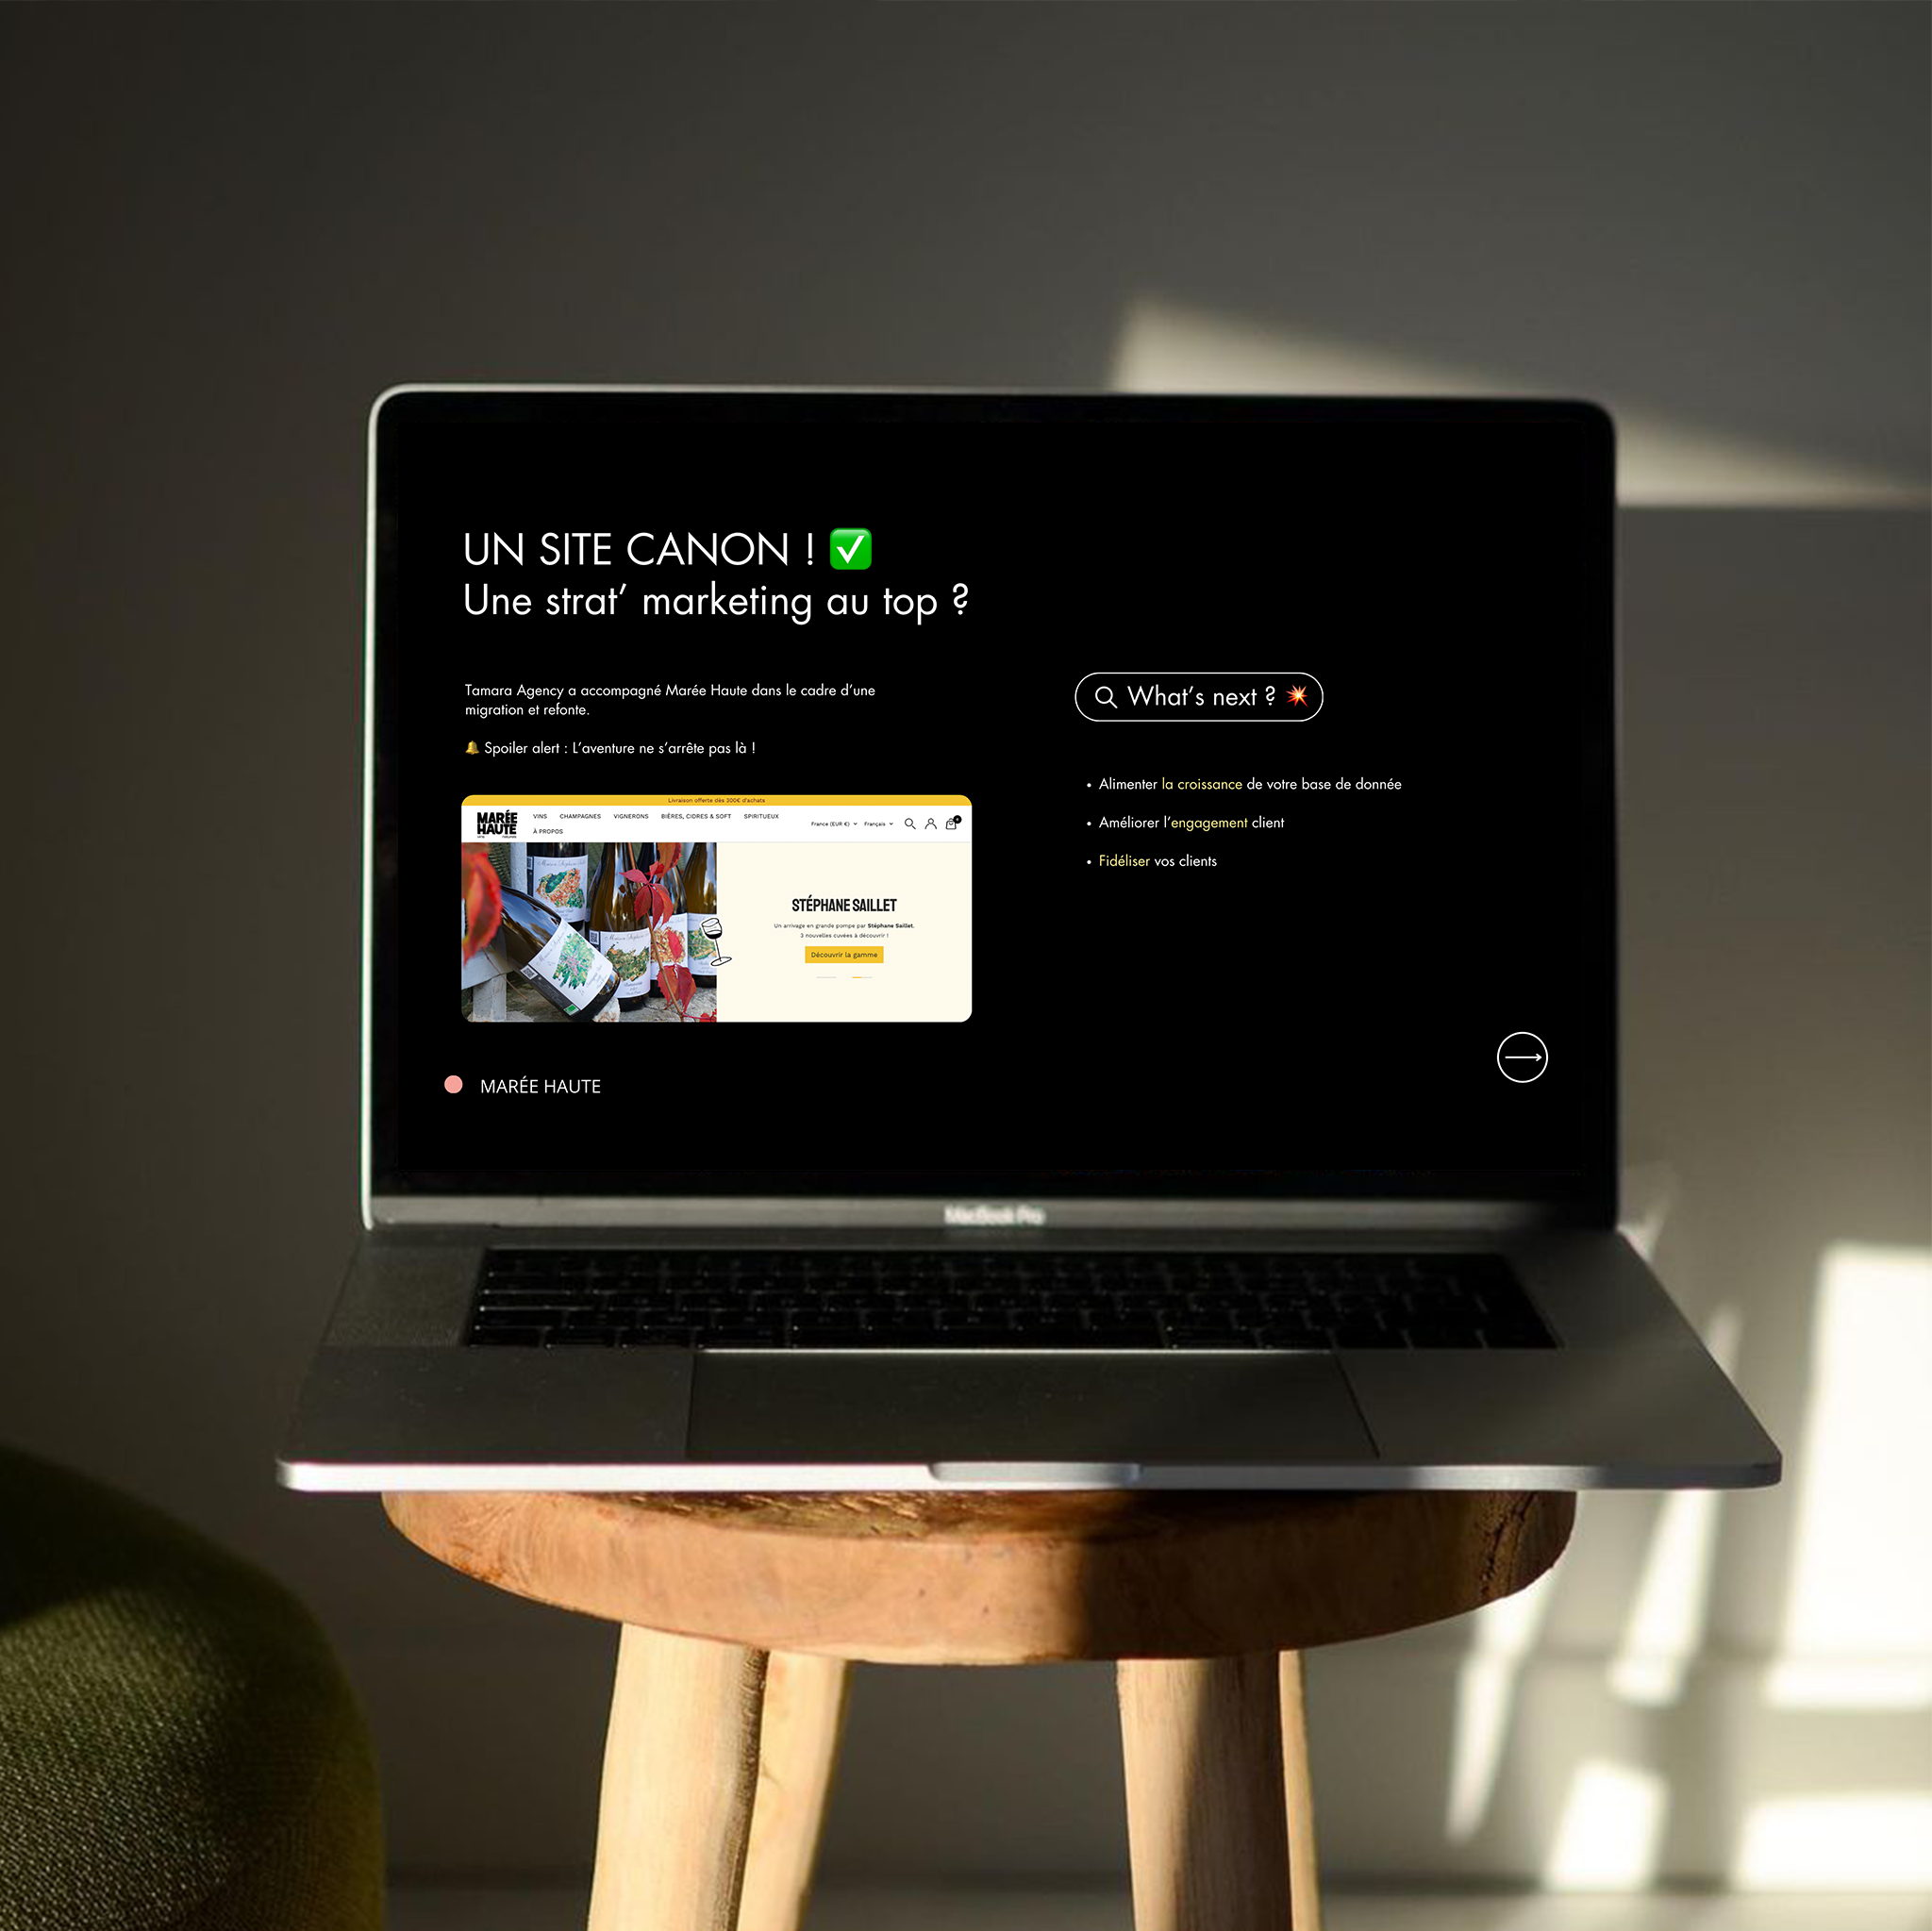 UN SITE CANON ! ✅
Une strat’ marketing au top ?
Tamara Agency a accompagné Marée Haute dans le cadre d’une
migration et refonte.
🔔 Spoiler alert : L’aventure ne s’arrête pas là !
Livraison offerte dès 300€ d'achats
MARÉE
HAUTE
VINS CHAMPAGNES VIGNERONS BIÈRES, CIDRES & SOFT SPIRITUEUX
À PROPOS
France (EUR €) Français
STÉPHANE SAILLET
Un arrivage en grande pompe par Stéphane Saillet.
3 nouvelles cuvées à découvrir !
Découvrir la gamme
MARÉE HAUTE
What’s next ? 💥
• Alimenter la croissance de votre base de donnée
• Améliorer l’engagement client
• Fidéliser vos clients
MacBook Pro